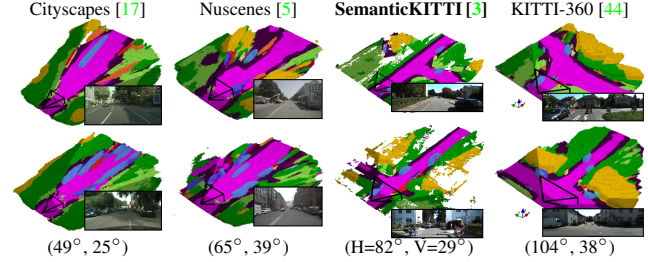 Cityscapes [17] Nuscenes [5] SemanticKITTI [3] KITTI-360 [44]
(49°, 25°) (65°, 39°) (H=82°, V=29°) (104°, 38°)